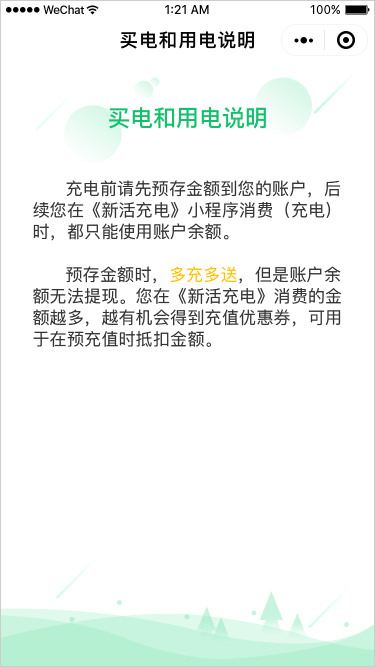 WeChat 1:21 AM 100%
买电和用电说明
买电和用电说明
充电前请先预存金额到您的账户，后
续您在《新活充电》小程序消费（充电）
时，都只能使用账户余额。
预存金额时，多充多送，但是账户余
额无法提现。您在《新活充电》消费的金
额越多，越有机会得到充值优惠券，可用
于在预充值时抵扣金额。